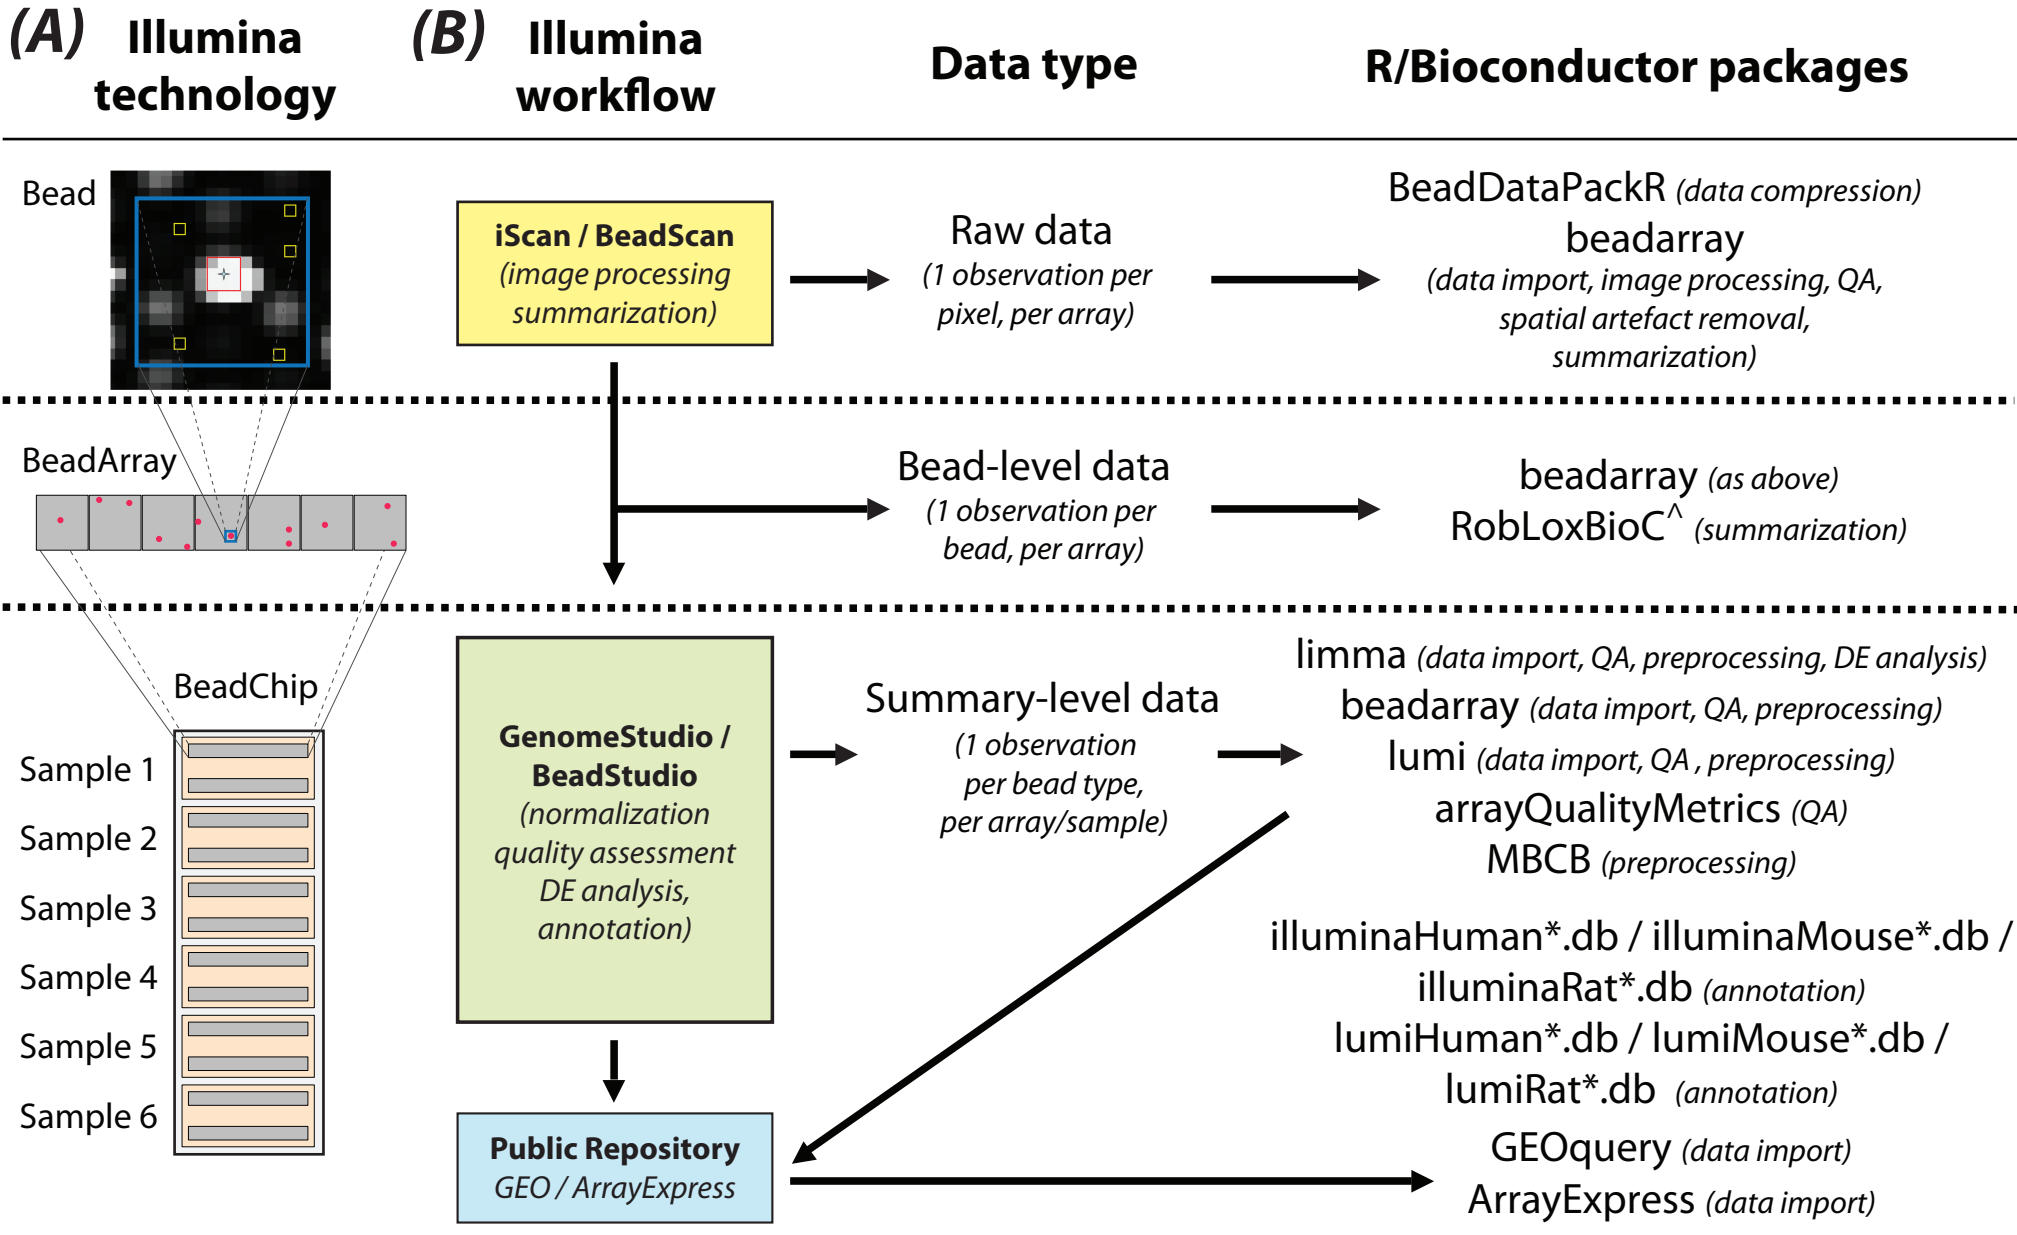 (A) Illumina
technology
(B) Illumina
workflow
Data type
R/Bioconductor packages
Bead
iScan / BeadScan
(image processing
summarization)
Raw data
(1 observation per
pixel, per array)
BeadDataPackR (data compression)
beadarray
(data import, image processing, QA,
spatial artefact removal,
summarization)
BeadArray
Bead-level data
(1 observation per
bead, per array)
beadarray (as above)
RobLoxBioC^ (summarization)
BeadChip
Sample 1
Sample 2
Sample 3
Sample 4
Sample 5
Sample 6
GenomeStudio /
BeadStudio
(normalization
quality assessment
DE analysis,
annotation)
Summary-level data
(1 observation
per bead type,
per array/sample)
limma (data import, QA, preprocessing, DE analysis)
beadarray (data import, QA, preprocessing)
lumi (data import, QA , preprocessing)
arrayQualityMetrics (QA)
MBCB (preprocessing)
illuminaHuman*.db / illuminaMouse*.db /
illuminaRat*.db (annotation)
lumiHuman*.db / lumiMouse*.db /
lumiRat*.db (annotation)
Public Repository
GEO / ArrayExpress
GEOquery (data import)
ArrayExpress (data import)